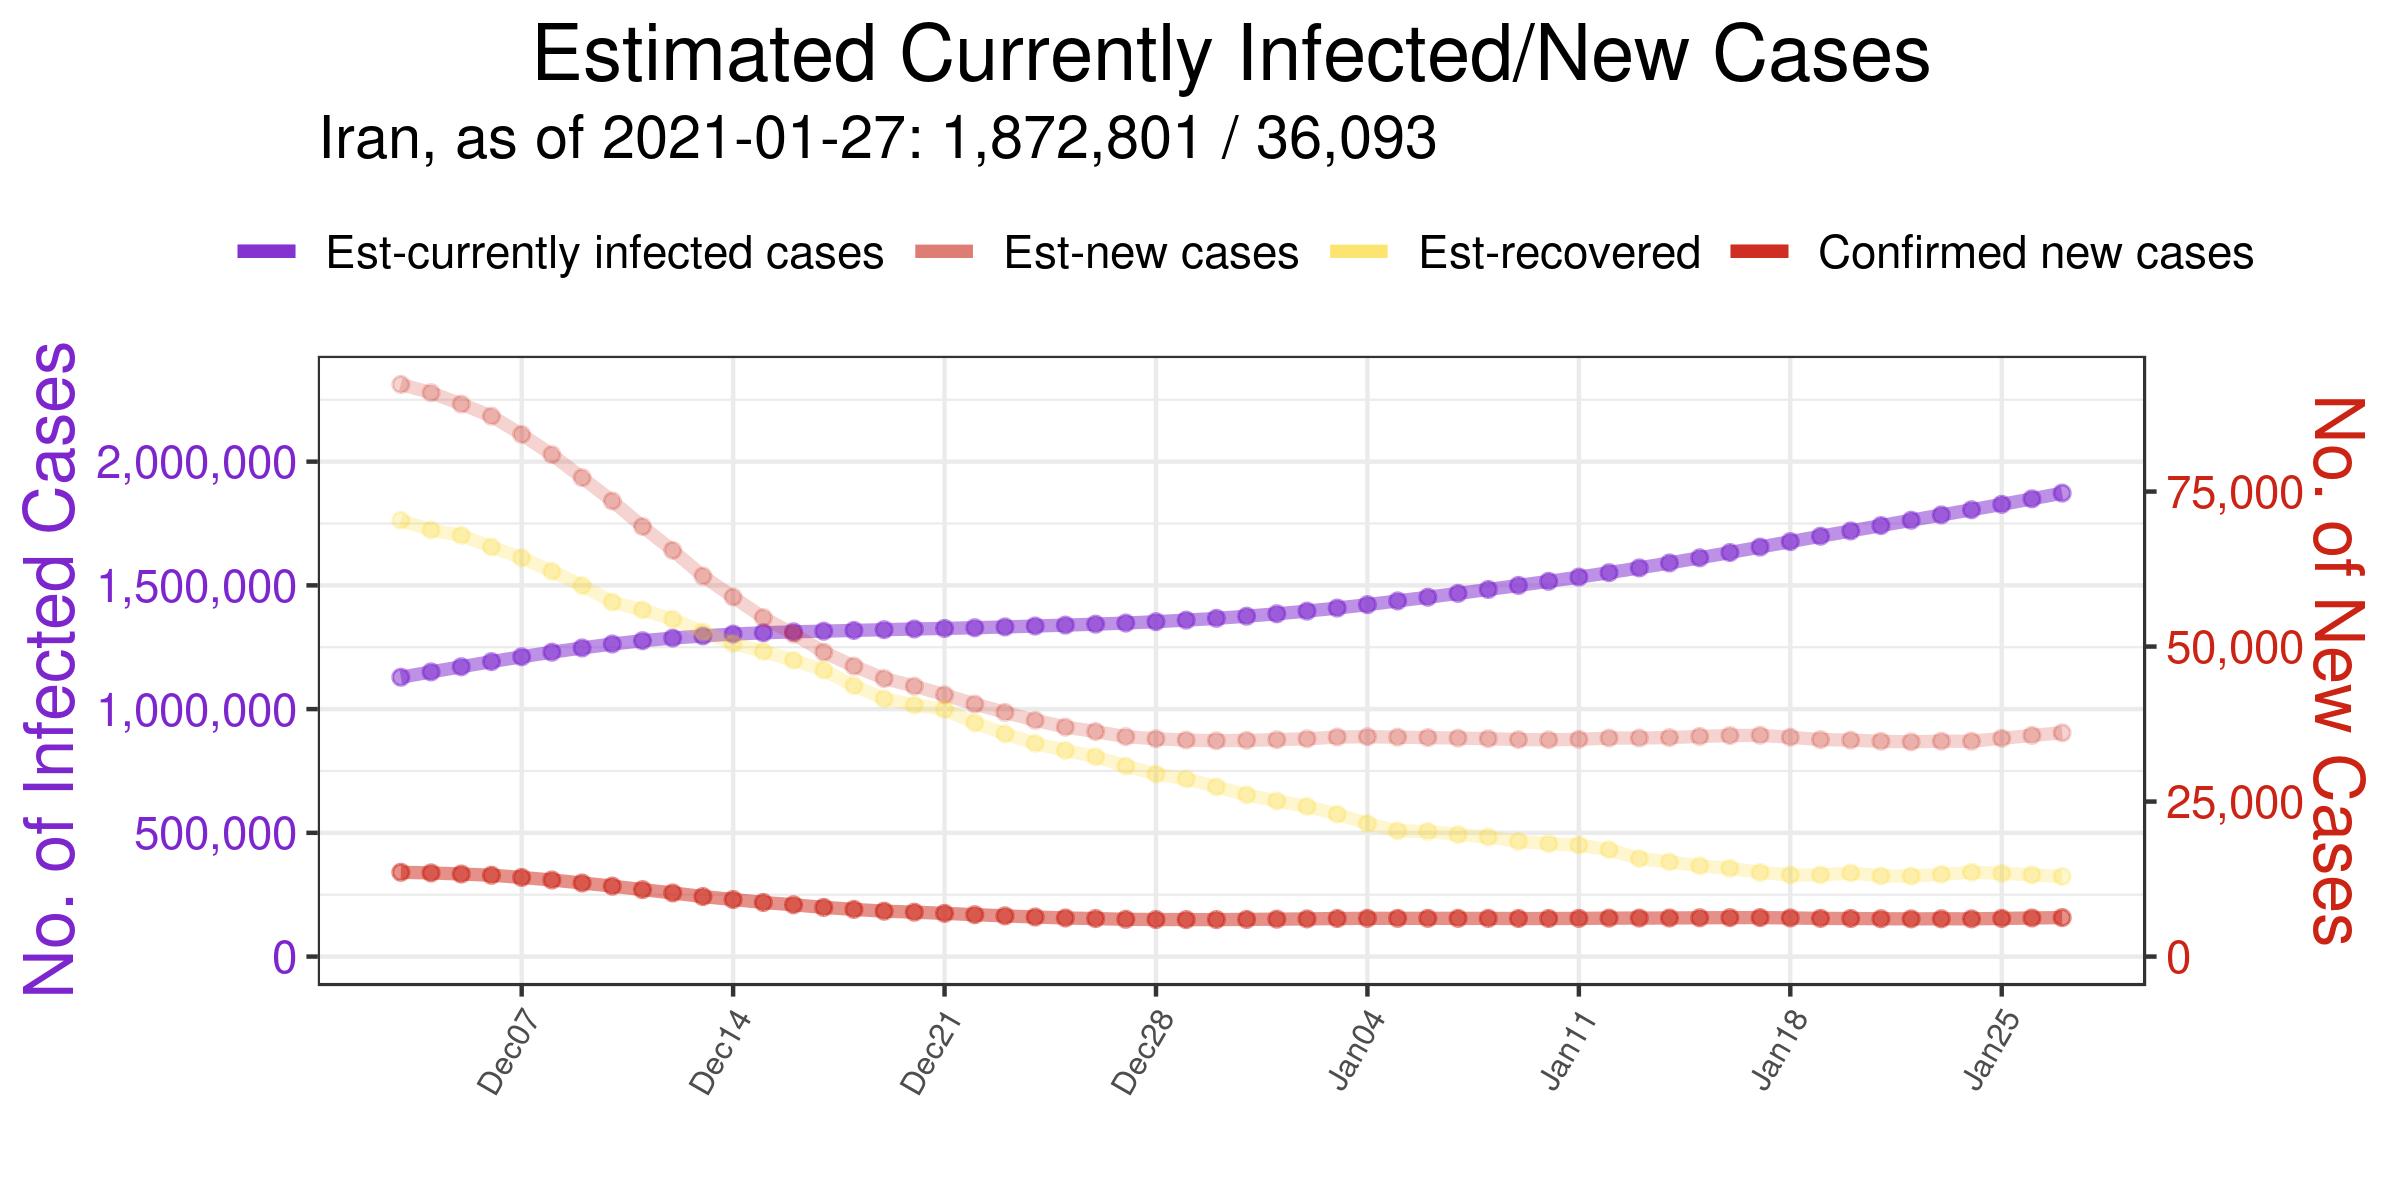 Estimated Currently Infected/New Cases
Iran, as of 2021-01-27: 1,872,801 / 36,093
Est-currently infected cases Est-new cases Est-recovered Confirmed new cases
No. of Infected Cases
2,000,000
1,500,000
1,000,000
500,000
0
75,000
50,000
25,000
0
No. of New Cases
Dec07 Dec14 Dec21 Dec28 Jan04 Jan11 Jan18 Jan25